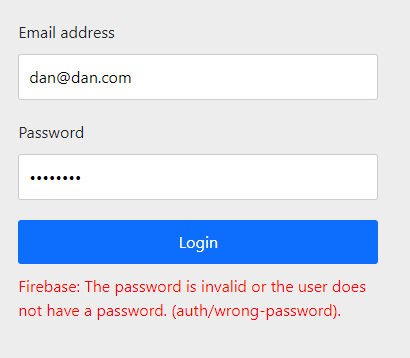 Email address
dan@dan.com
Password
••••••••
Login
Firebase: The password is invalid or the user does
not have a password. (auth/wrong-password).